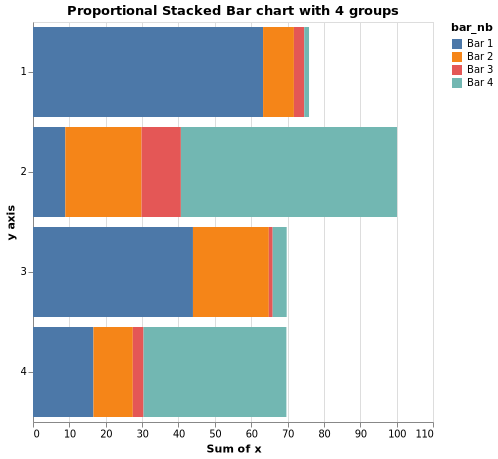 Proportional Stacked Bar chart with 4 groups
bar_nb
Bar 1
Bar 2
Bar 3
Bar 4
y axis
1
2
3
4
0 10 20 30 40 50 60 70 80 90 100 110
Sum of x